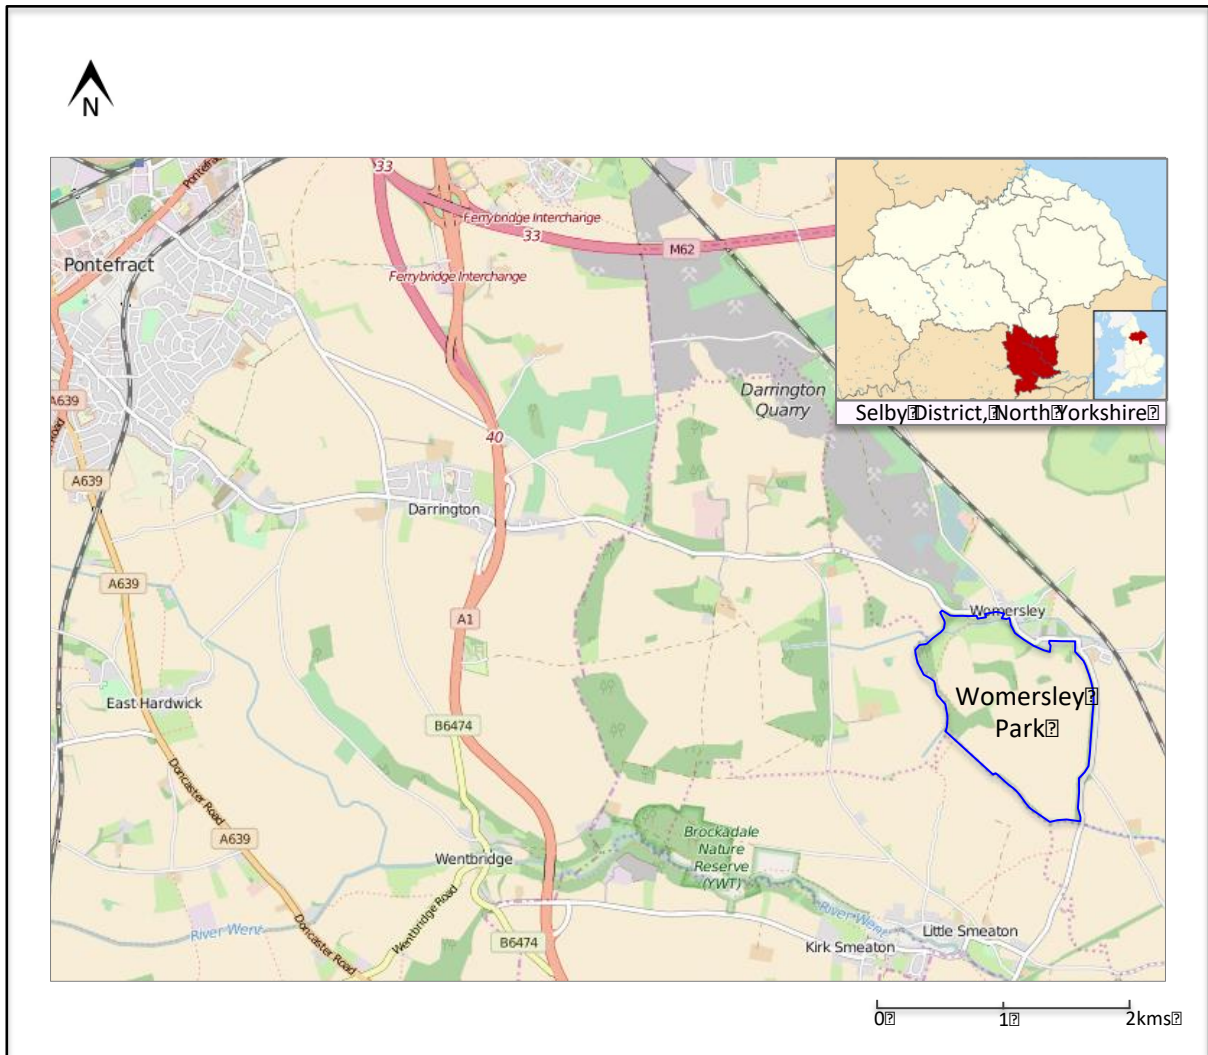 N
33
Pontefract
Ferrybridge Interchange
33
M62
Pontefract
Ferrybridge Interchange
Selby District, North Yorkshire
Darrington
Quarry
A639
Road
40
A639
Darrington
A639
A1
Womersley
Womersley
Park
East Hardwick
B6474
Doncaster Road
A639
Brockadale
Nature
Reserve
(YWT)
Wentbridge
Wentbridge Road
River Went
River Went
Doncaster Road
B6474
Little Smeaton
Kirk Smeaton
0
1
2kms